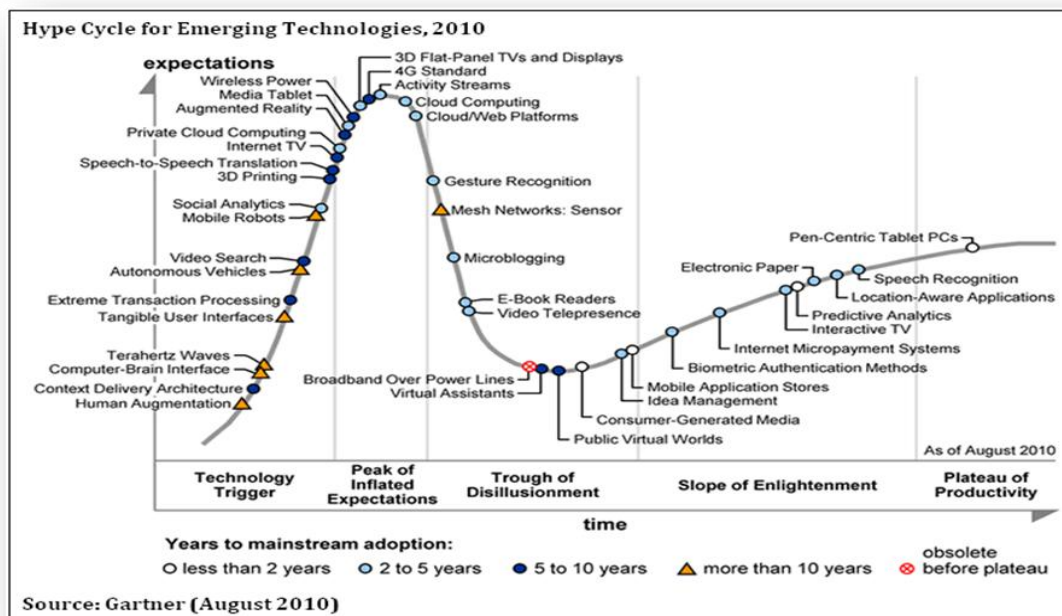 Hype Cycle for Emerging Technologies, 2010
expectations
3D Flat-Panel TVs and Displays
4G Standard
Activity Streams
Wireless Power
Media Tablet
Augmented Reality
Cloud Computing
Cloud/Web Platforms
Private Cloud Computing
Internet TV
Speech-to-Speech Translation
3D Printing
Gesture Recognition
Social Analytics
Mobile Robots
Mesh Networks: Sensor
Video Search
Autonomous Vehicles
Microblogging
Extreme Transaction Processing
Tangible User Interfaces
E-Book Readers
Video Telepresence
Terahertz Waves
Computer-Brain Interface
Context Delivery Architecture
Human Augmentation
Broadband Over Power Lines
Virtual Assistants
Public Virtual Worlds
Consumer-Generated Media
Idea Management
Mobile Application Stores
Biometric Authentication Methods
Internet Micropayment Systems
Interactive TV
Predictive Analytics
Electronic Paper
Location-Aware Applications
Speech Recognition
Pen-Centric Tablet PCs
As of August 2010
Technology
Trigger
Peak of
Inflated
Expectations
Trough of
Disillusionment
Slope of Enlightenment
Plateau of
Productivity
time
Years to mainstream adoption:
less than 2 years
2 to 5 years
5 to 10 years
more than 10 years
obsolete
before plateau
Source: Gartner (August 2010)